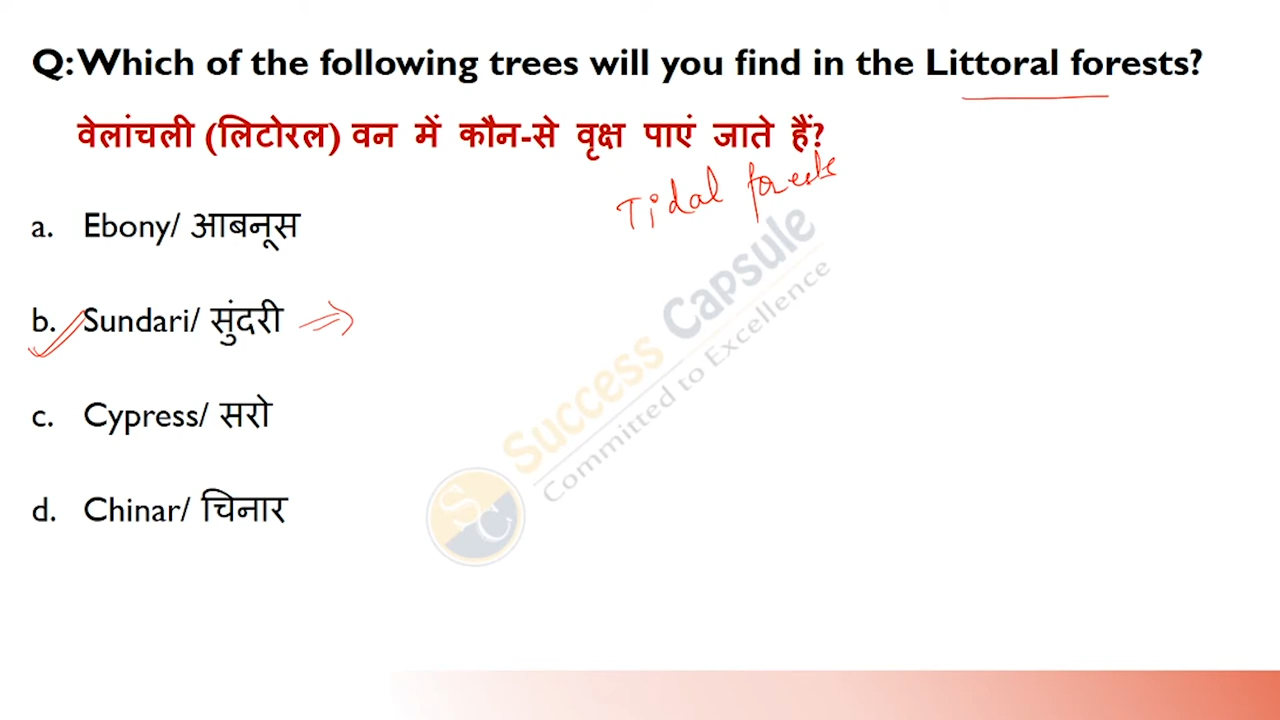 Q: Which of the following trees will you find in the Littoral forests?
वेलांचली (लिटोरल) वन में कौन-से वृक्ष पाएं जाते हैं?
Tidal forests
a. Ebony/ आबनूस
b. Sundari/ सुंदरी
c. Cypress/ सरो
d. Chinar/ चिनार
Success Capsule
Committed to Excellence
SC